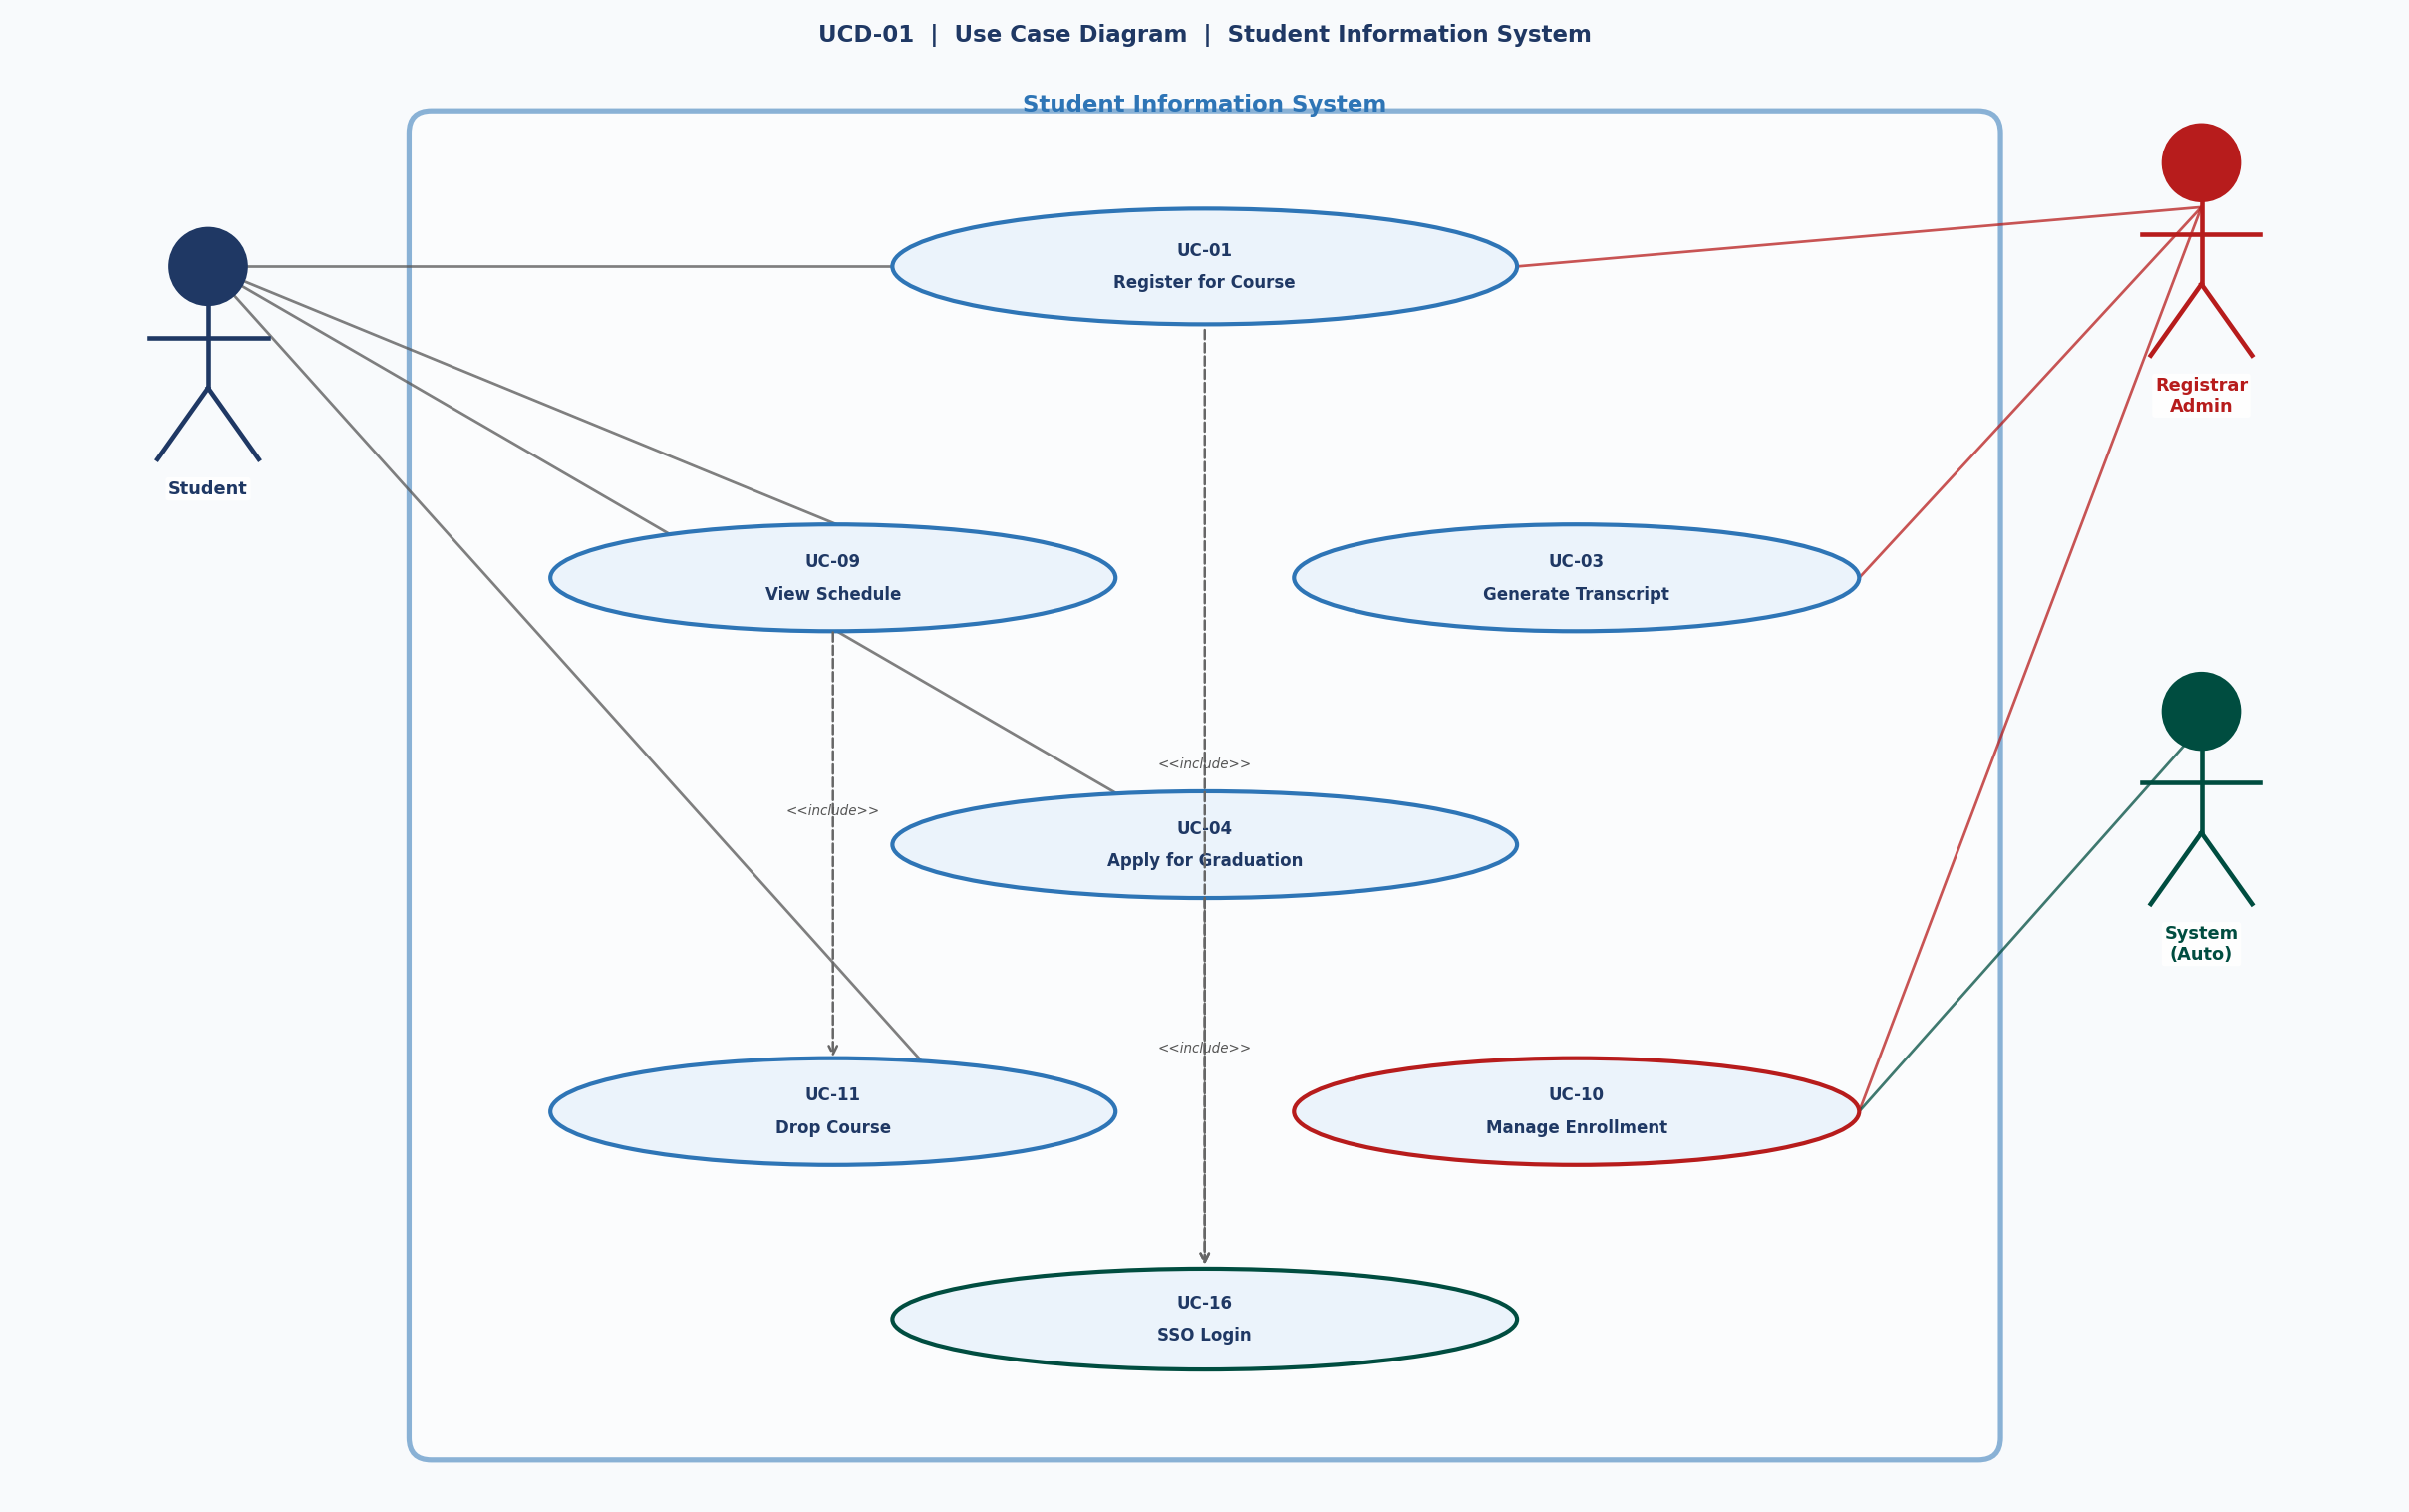 UCD-01  |  Use Case Diagram  |  Student Information System
Student Information System
UC-01
Register for Course
Registrar
Admin
Student
UC-09
View Schedule
UC-03
Generate Transcript
<<include>>
<<include>>
UC-04
Apply for Graduation
System
(Auto)
<<include>>
UC-11
Drop Course
UC-10
Manage Enrollment
UC-16
SSO Login